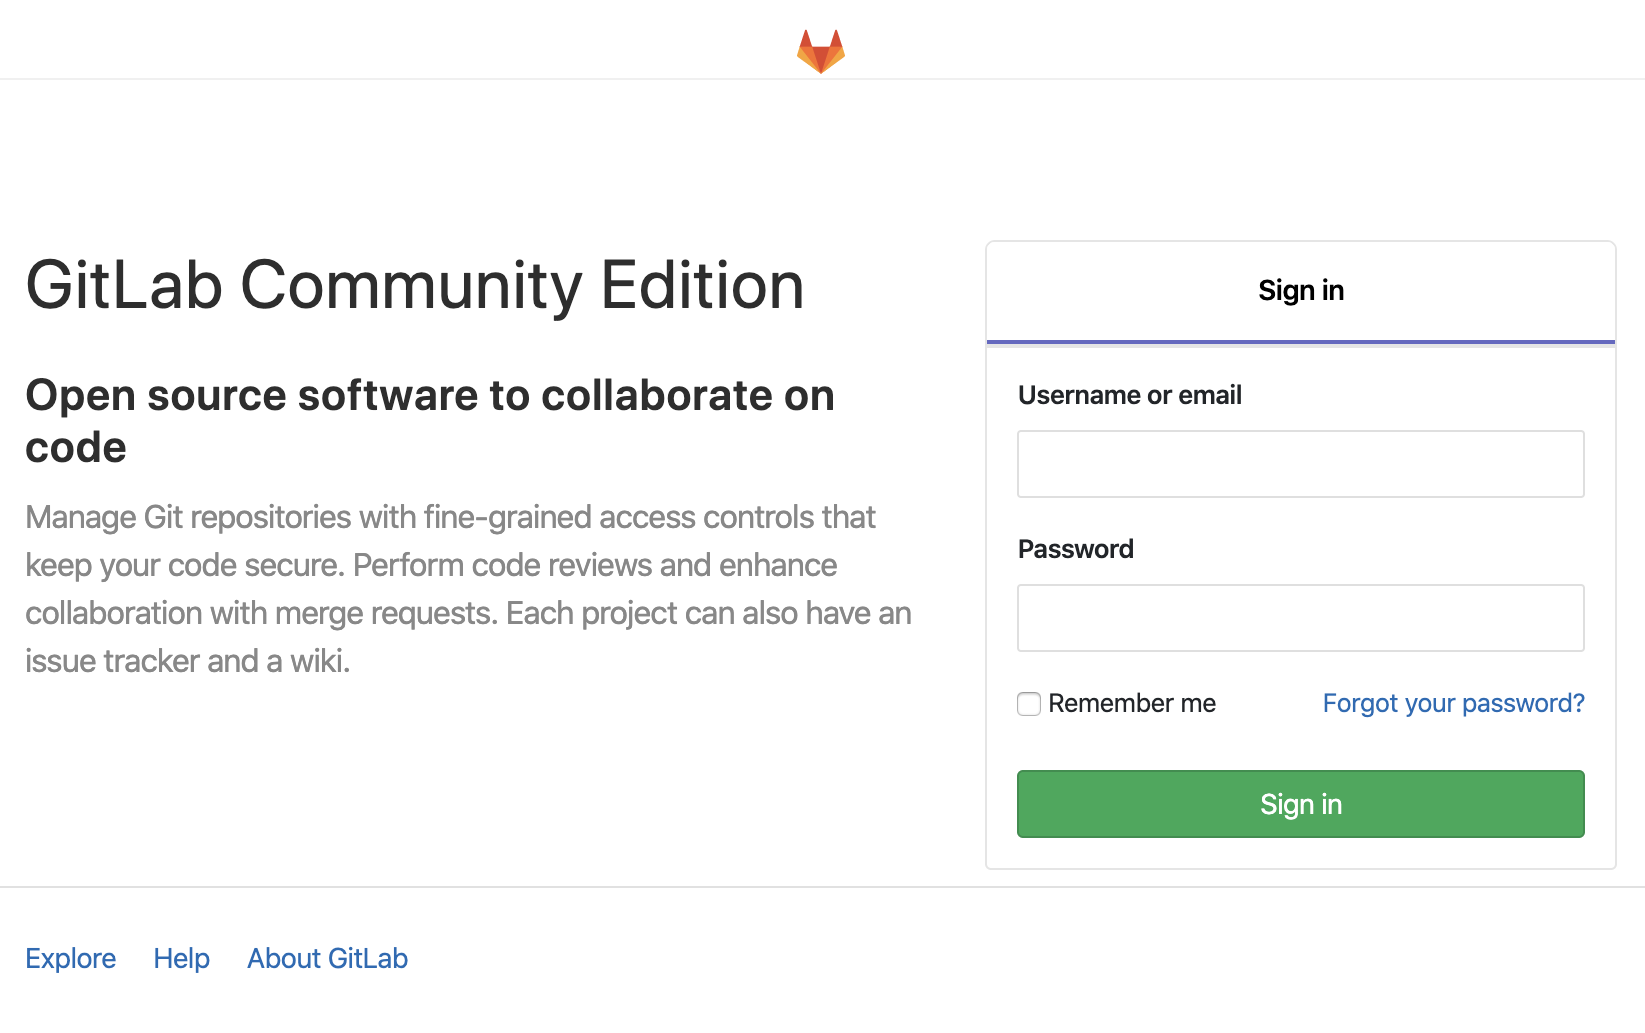 GitLab Community Edition
Open source software to collaborate on
code
Manage Git repositories with fine-grained access controls that
keep your code secure. Perform code reviews and enhance
collaboration with merge requests. Each project can also have an
issue tracker and a wiki.
Sign in
Username or email
Password
Remember me
Forgot your password?
Sign in
Explore
Help
About GitLab